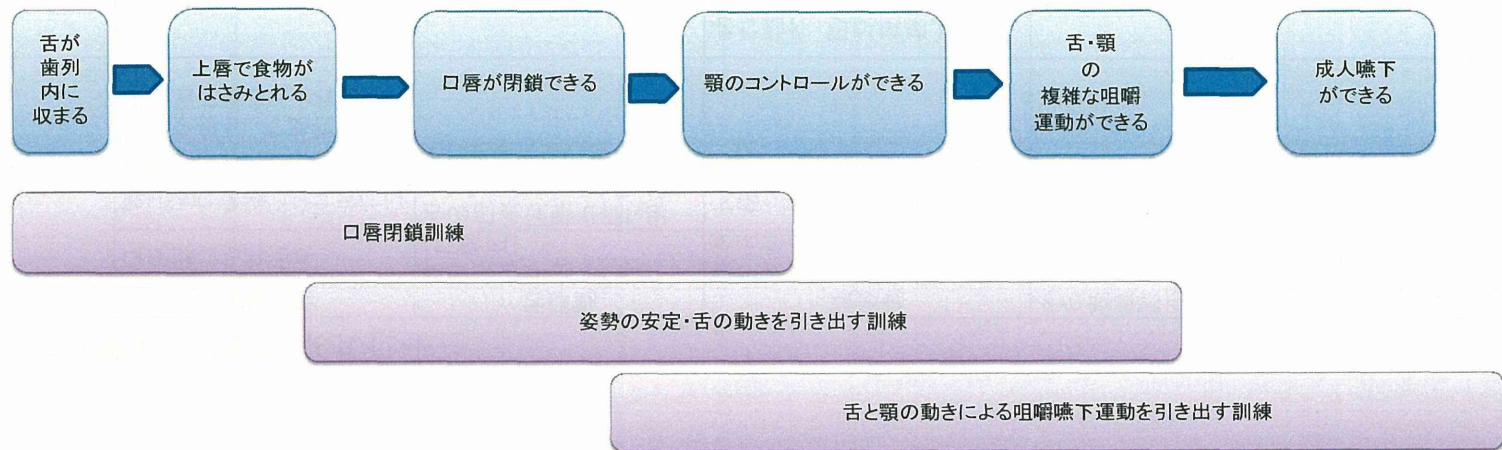 舌が
歯列
内に
収まる
上唇で食物が
はさみとれる
口唇が閉鎖できる
顎のコントロールができる
舌・顎
の
複雑な咀嚼
運動ができる
成人嚥下
ができる
口唇閉鎖訓練
姿勢の安定・舌の動きを引き出す訓練
舌と顎の動きによる咀嚼嚥下運動を引き出す訓練